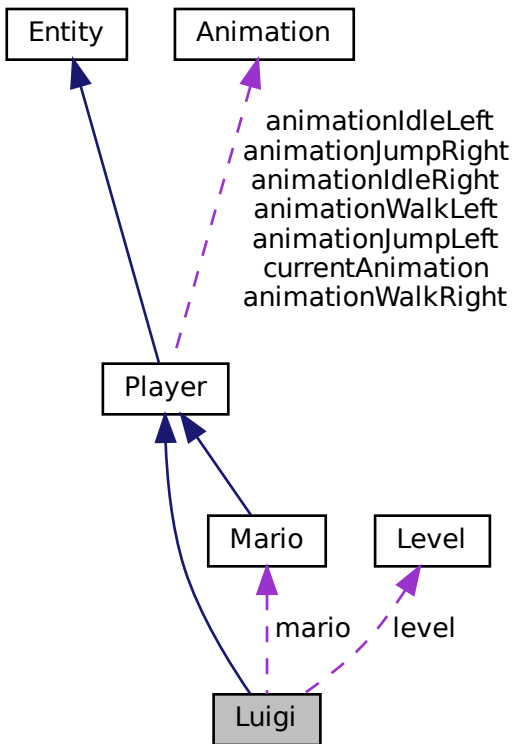 Entity
Animation
animationIdleLeft
animationJumpRight
animationIdleRight
animationWalkLeft
animationJumpLeft
currentAnimation
animationWalkRight
Player
Mario
Level
mario
level
Luigi